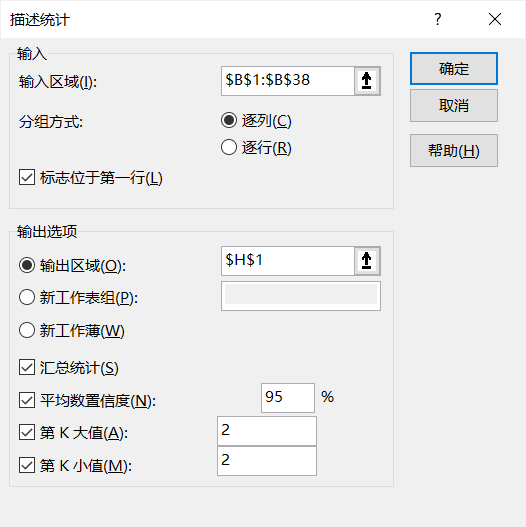 描述统计
?
输入
输入区域(I):
$B$1:$B$38
确定
取消
分组方式:
逐列(C)
逐行(R)
帮助(H)
标志位于第一行(L)
输出选项
输出区域(O):
$H$1
新工作表组(P):
新工作薄(W)
汇总统计(S)
平均数置信度(N):
95 %
第 K 大值(A):
2
第 K 小值(M):
2